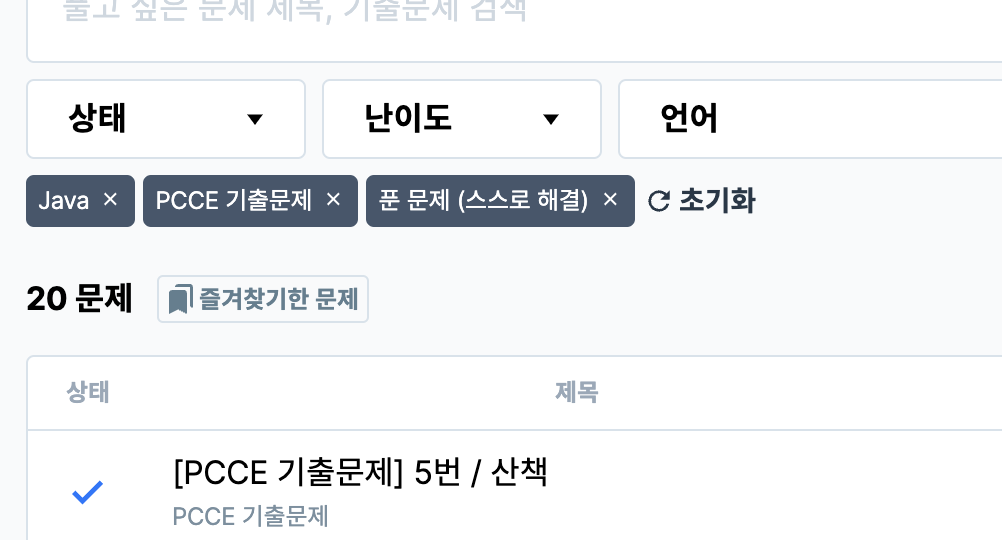 풀고 싶은 문제 제목, 기출문제 검색
상태 ▼ 난이도 ▼ 언어
Java × PCCE 기출문제 × 푼 문제 (스스로 해결) × 초기화
20 문제 즐겨찾기한 문제
상태 제목
[PCCE 기출문제] 5번 / 산책
PCCE 기출문제